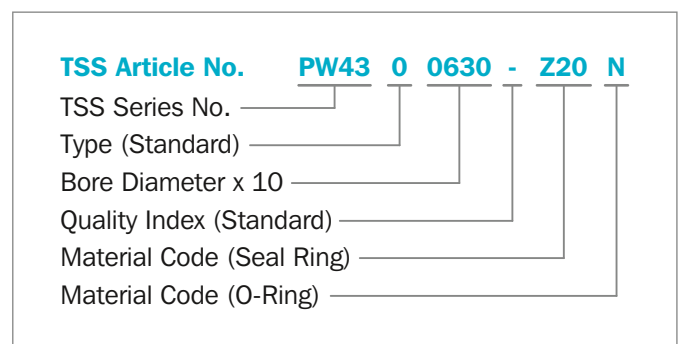 TSS Article No. PW43 0 0630 - Z20 N
TSS Series No.
Type (Standard)
Bore Diameter x 10
Quality Index (Standard)
Material Code (Seal Ring)
Material Code (O-Ring)